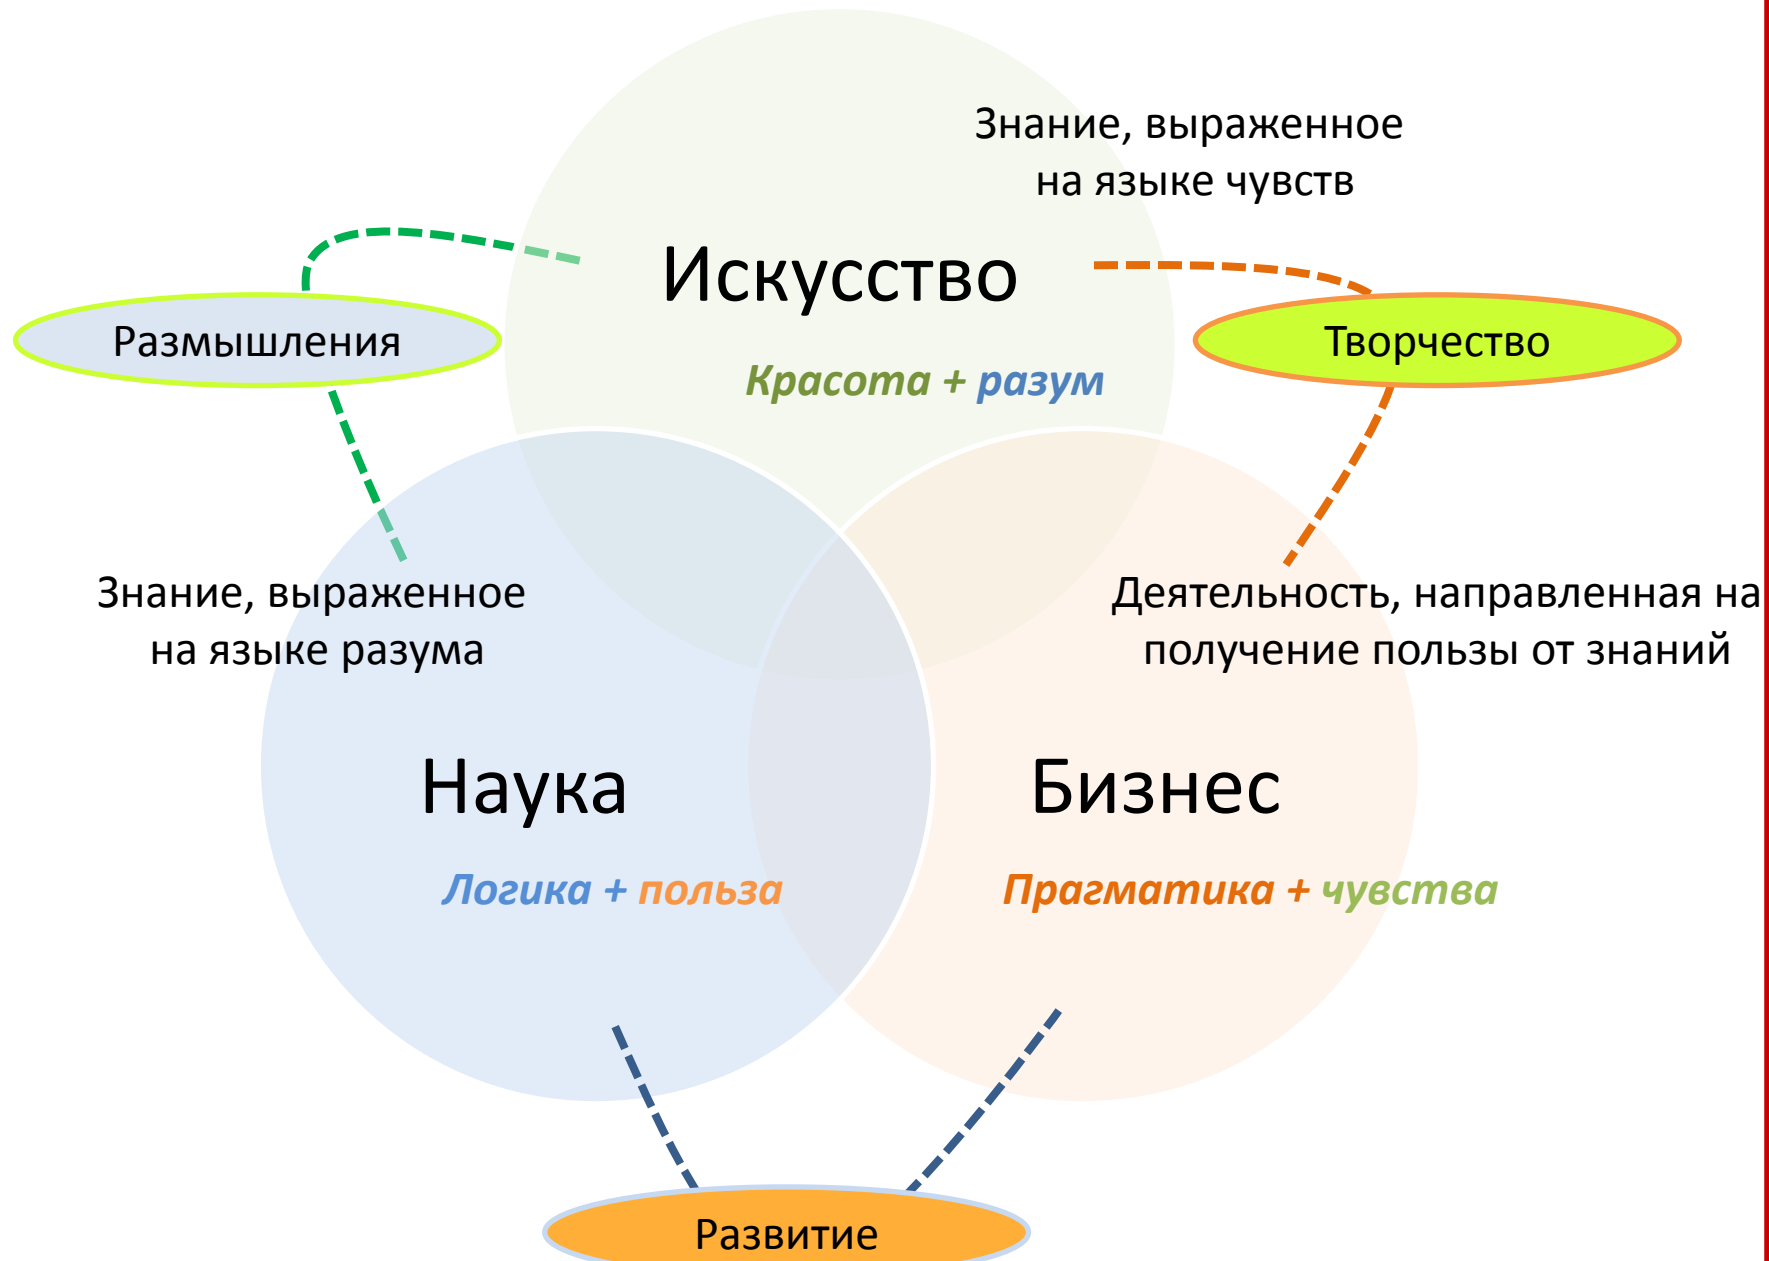 Знание, выраженное
на языке чувств
Искусство
Размышления
Творчество
Красота + разум
Знание, выраженное
на языке разума
Деятельность, направленная на
получение пользы от знаний
Наука
Бизнес
Логика + польза
Прагматика + чувства
Развитие